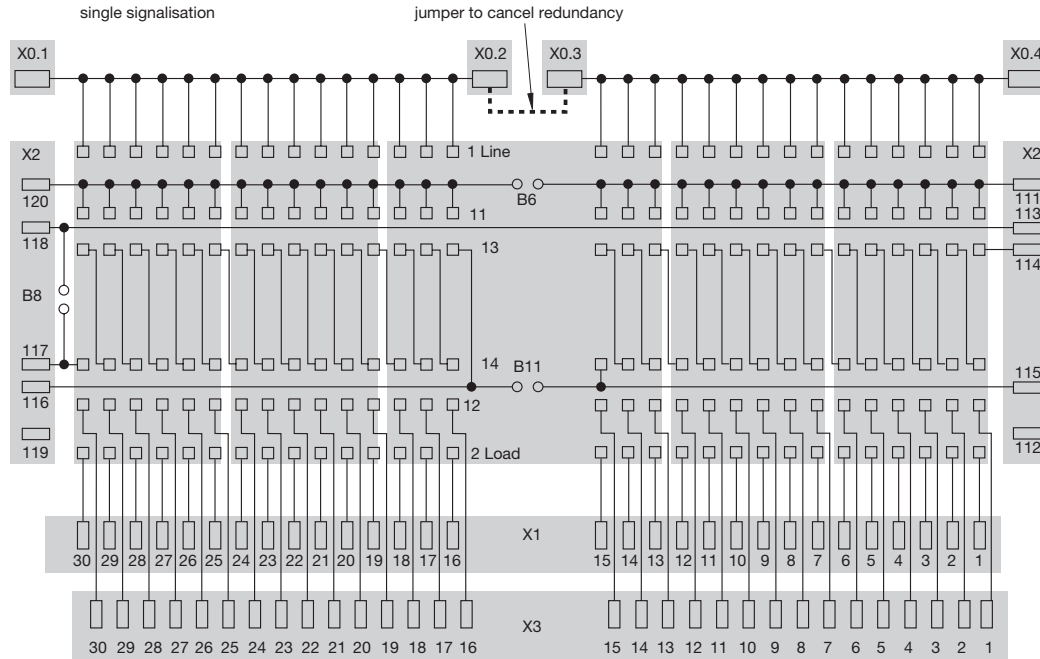 single signalisation jumper to cancel redundancy
X0.1 X0.2 X0.3 X0.4
X2 1 Line X2
120 B6 111
11 113
118 13 114
B8
117 14 B11 115
116 12
119 2 Load 112
X1
30 29 28 27 26 25 24 23 22 21 20 19 18 17 16 15 14 13 12 11 10 9 8 7 6 5 4 3 2 1
X3
30 29 28 27 26 25 24 23 22 21 20 19 18 17 16 15 14 13 12 11 10 9 8 7 6 5 4 3 2 1